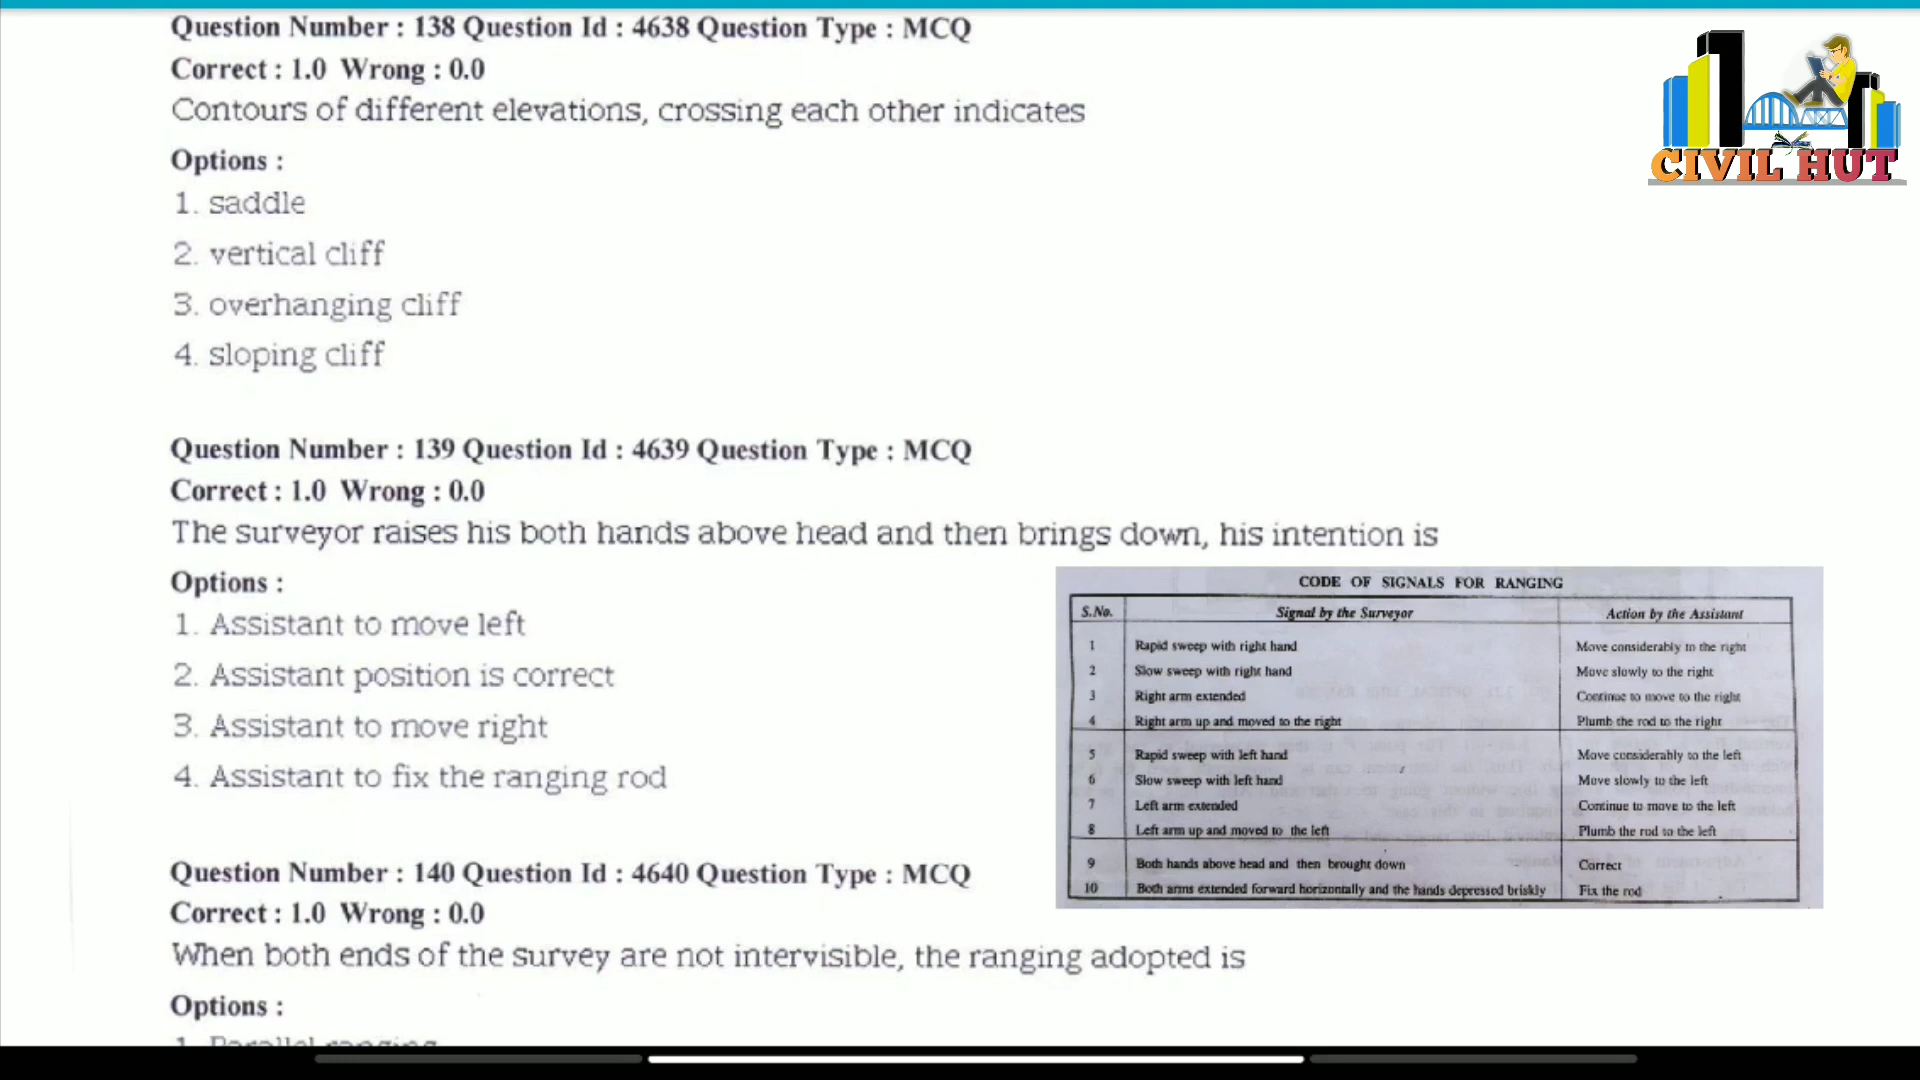 Question Number : 138 Question Id : 4638 Question Type : MCQ
Correct : 1.0 Wrong : 0.0
Contours of different elevations, crossing each other indicates
Options :
1. saddle
2. vertical cliff
3. overhanging cliff
4. sloping cliff
CIVIL HUT
Question Number : 139 Question Id : 4639 Question Type : MCQ
Correct : 1.0 Wrong : 0.0
The surveyor raises his both hands above head and then brings down, his intention is
Options :
1. Assistant to move left
2. Assistant position is correct
3. Assistant to move right
4. Assistant to fix the ranging rod
CODE OF SIGNALS FOR RANGING
S.No. Signal by the Surveyor Action by the Assistant
1 Rapid sweep with right hand Move considerably to the right
2 Slow sweep with right hand Move slowly to the right
3 Right arm extended Continue to move to the right
4 Right arm up and moved to the right Plumb the rod to the right
5 Rapid sweep with left hand Move considerably to the left
6 Slow sweep with left hand Move slowly to the left
7 Left arm extended Continue to move to the left
8 Left arm up and moved to the left Plumb the rod to the left
9 Both hands above head and then brought down Correct
10 Both arms extended forward horizontally and the hands depressed briskly Fix the rod
Question Number : 140 Question Id : 4640 Question Type : MCQ
Correct : 1.0 Wrong : 0.0
When both ends of the survey are not intervisible, the ranging adopted is
Options :